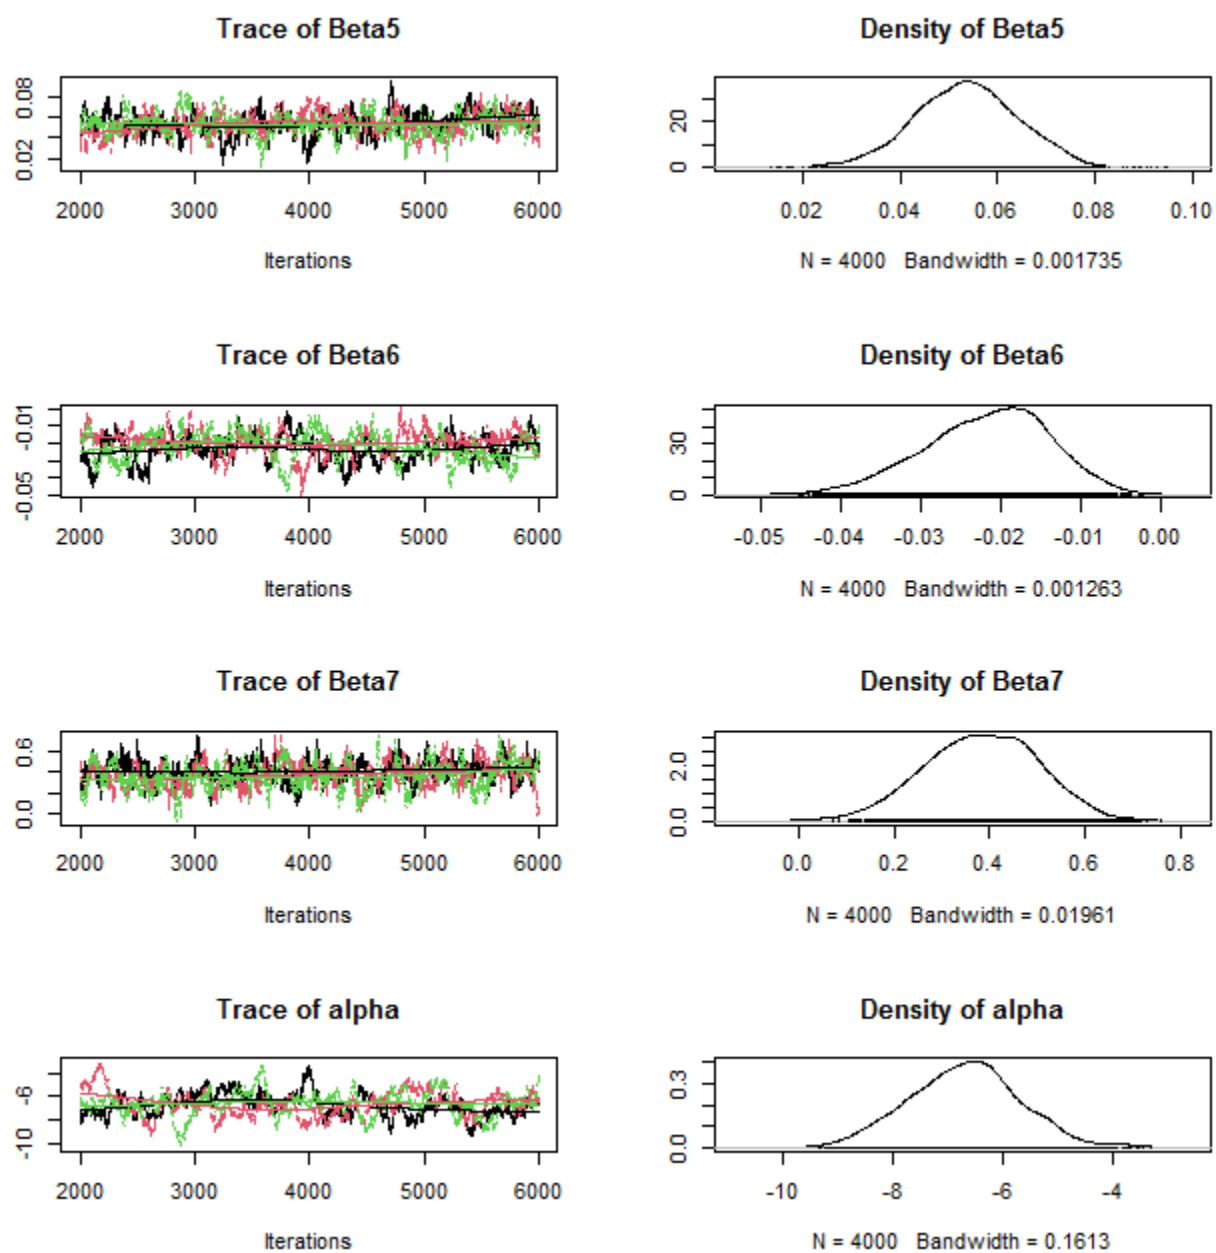 Trace of Beta5
Density of Beta5
0.02 0.08
2000 3000 4000 5000 6000
Iterations
0 20
0.02 0.04 0.06 0.08 0.10
N = 4000 Bandwidth = 0.001735
Trace of Beta6
Density of Beta6
-0.05 -0.01
2000 3000 4000 5000 6000
Iterations
0 30
-0.05 -0.04 -0.03 -0.02 -0.01 0.00
N = 4000 Bandwidth = 0.001263
Trace of Beta7
Density of Beta7
0.0 0.6
2000 3000 4000 5000 6000
Iterations
0.0 2.0
0.0 0.2 0.4 0.6 0.8
N = 4000 Bandwidth = 0.01961
Trace of alpha
Density of alpha
-10 -6
2000 3000 4000 5000 6000
Iterations
0.0 0.3
-10 -8 -6 -4
N = 4000 Bandwidth = 0.1613